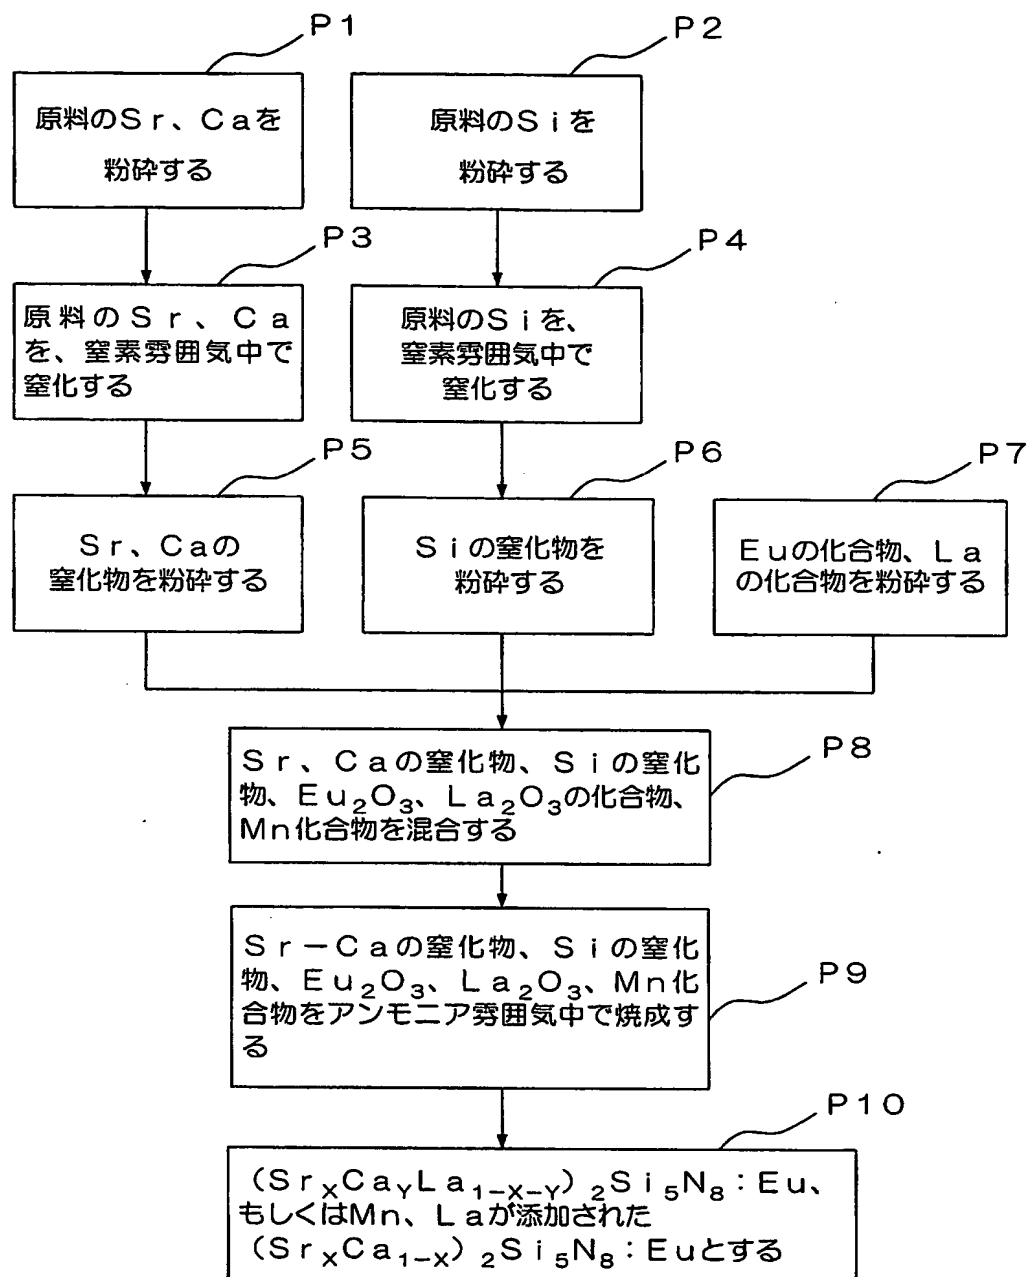 P1
P2
原料のSr、Caを
粉砕する
原料のSiを
粉砕する
P3
P4
原料のSr、Ca
を、窒素雰囲気中で
窒化する
原料のSiを、
窒素雰囲気中で
窒化する
P5
P6
P7
Sr、Caの
窒化物を粉砕する
Siの窒化物を
粉砕する
Euの化合物、La
の化合物を粉砕する
P8
Sr、Caの窒化物、Siの窒化
物、Eu₂O₃、La₂O₃の化合物、
Mn化合物を混合する
P9
Sr－Caの窒化物、Siの窒化
物、Eu₂O₃、La₂O₃、Mn化
合物をアンモニア雰囲気中で焼成す
る
P10
（SrXCaYLa1-X-Y）₂Si₅N₈：Eu、
もしくはMn、Laが添加された
（SrXCa1-X）₂Si₅N₈：Euとする